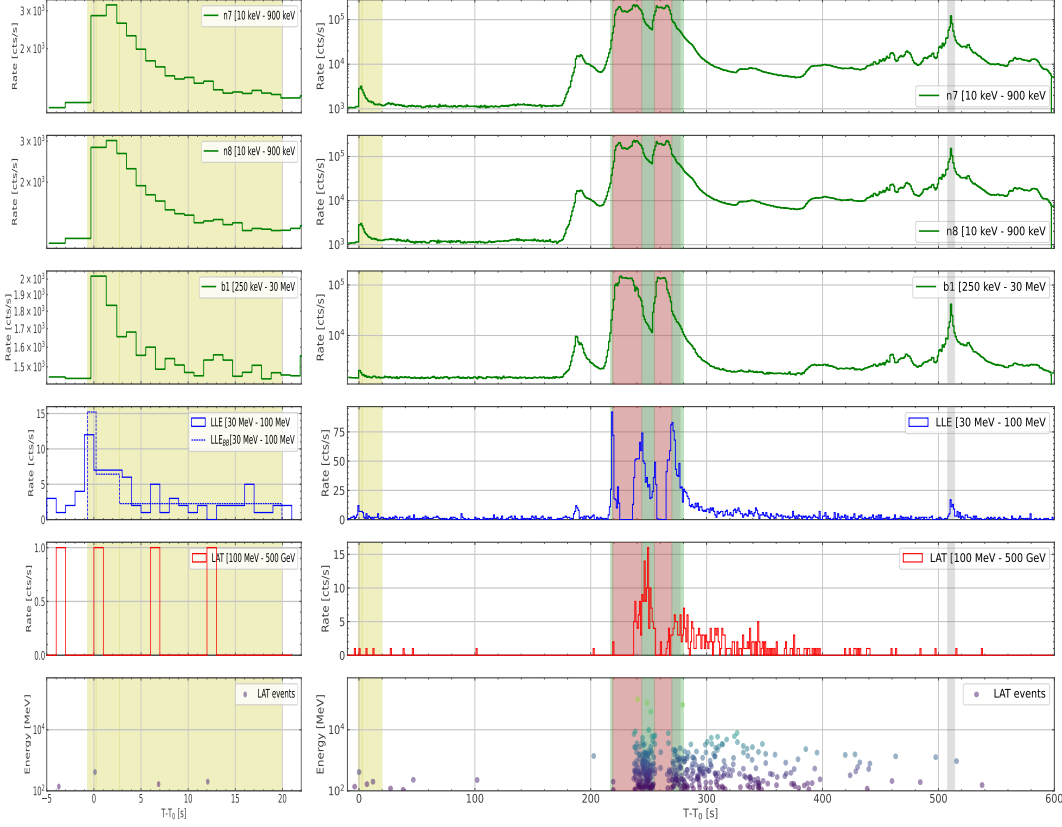 Rate [cts/s]
3 × 10³
2 × 10³
n7 [10 keV - 900 keV]
Rate [cts/s]
10⁵
10⁴
10³
n7 [10 keV - 900 keV]
Rate [cts/s]
3 × 10³
2 × 10³
n8 [10 keV - 900 keV]
Rate [cts/s]
10⁵
10⁴
10³
n8 [10 keV - 900 keV]
Rate [cts/s]
2 × 10³
1.9 × 10³
1.8 × 10³
1.7 × 10³
1.6 × 10³
1.5 × 10³
b1 [250 keV - 30 MeV
Rate [cts/s]
10⁵
10⁴
b1 [250 keV - 30 MeV
Rate [cts/s]
15
10
5
0
LLE [30 MeV - 100 MeV
LLE_BB[30 MeV - 100 MeV
Rate [cts/s]
75
50
25
0
LLE [30 MeV - 100 MeV]
Rate [cts/s]
1.0
0.5
0.0
LAT [100 MeV - 500 GeV
Rate [cts/s]
15
10
5
0
LAT [100 MeV - 500 GeV
Energy [MeV]
10⁴
10²
LAT events
−5 0 5 10 15 20
T-T₀ [s]
Energy [MeV]
10⁴
10²
LAT events
0 100 200 300 400 500 600
T-T₀ [s]